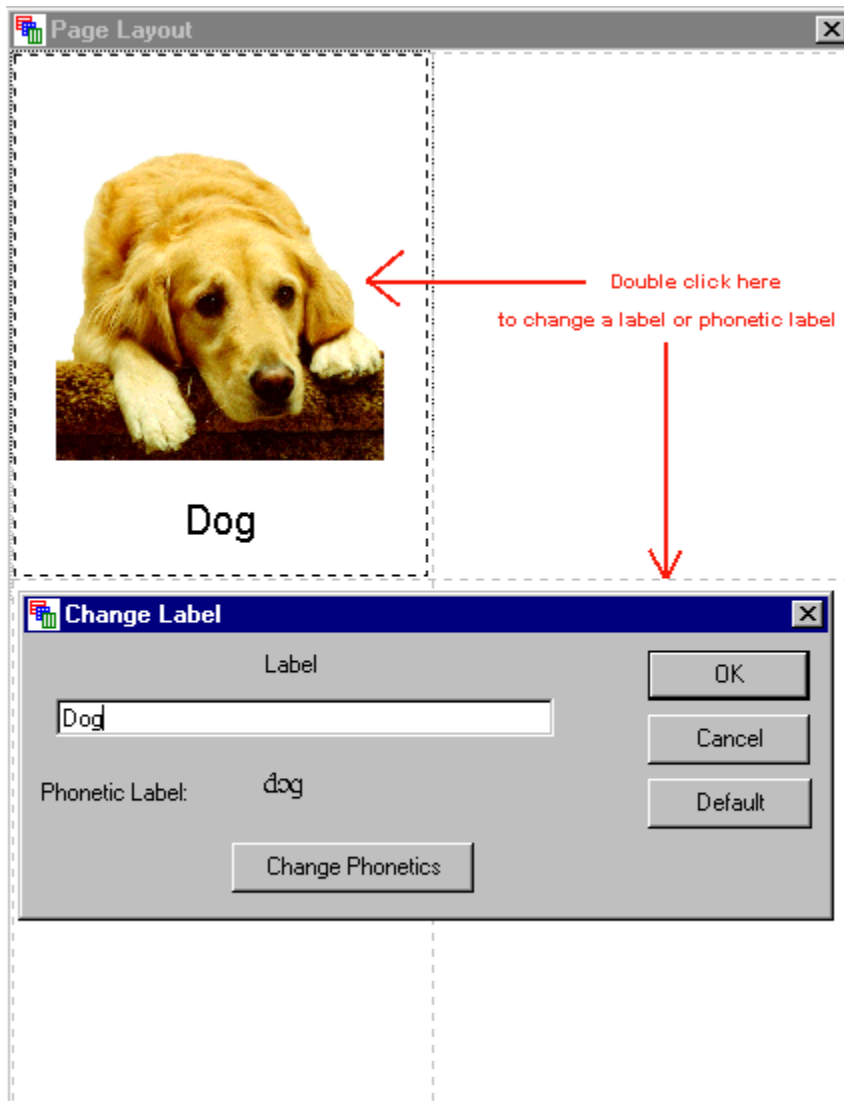 Page Layout
Double click here
to change a label or phonetic label
Dog
Change Label
Label
OK
Dog
Cancel
Phonetic Label: dɔg
Default
Change Phonetics